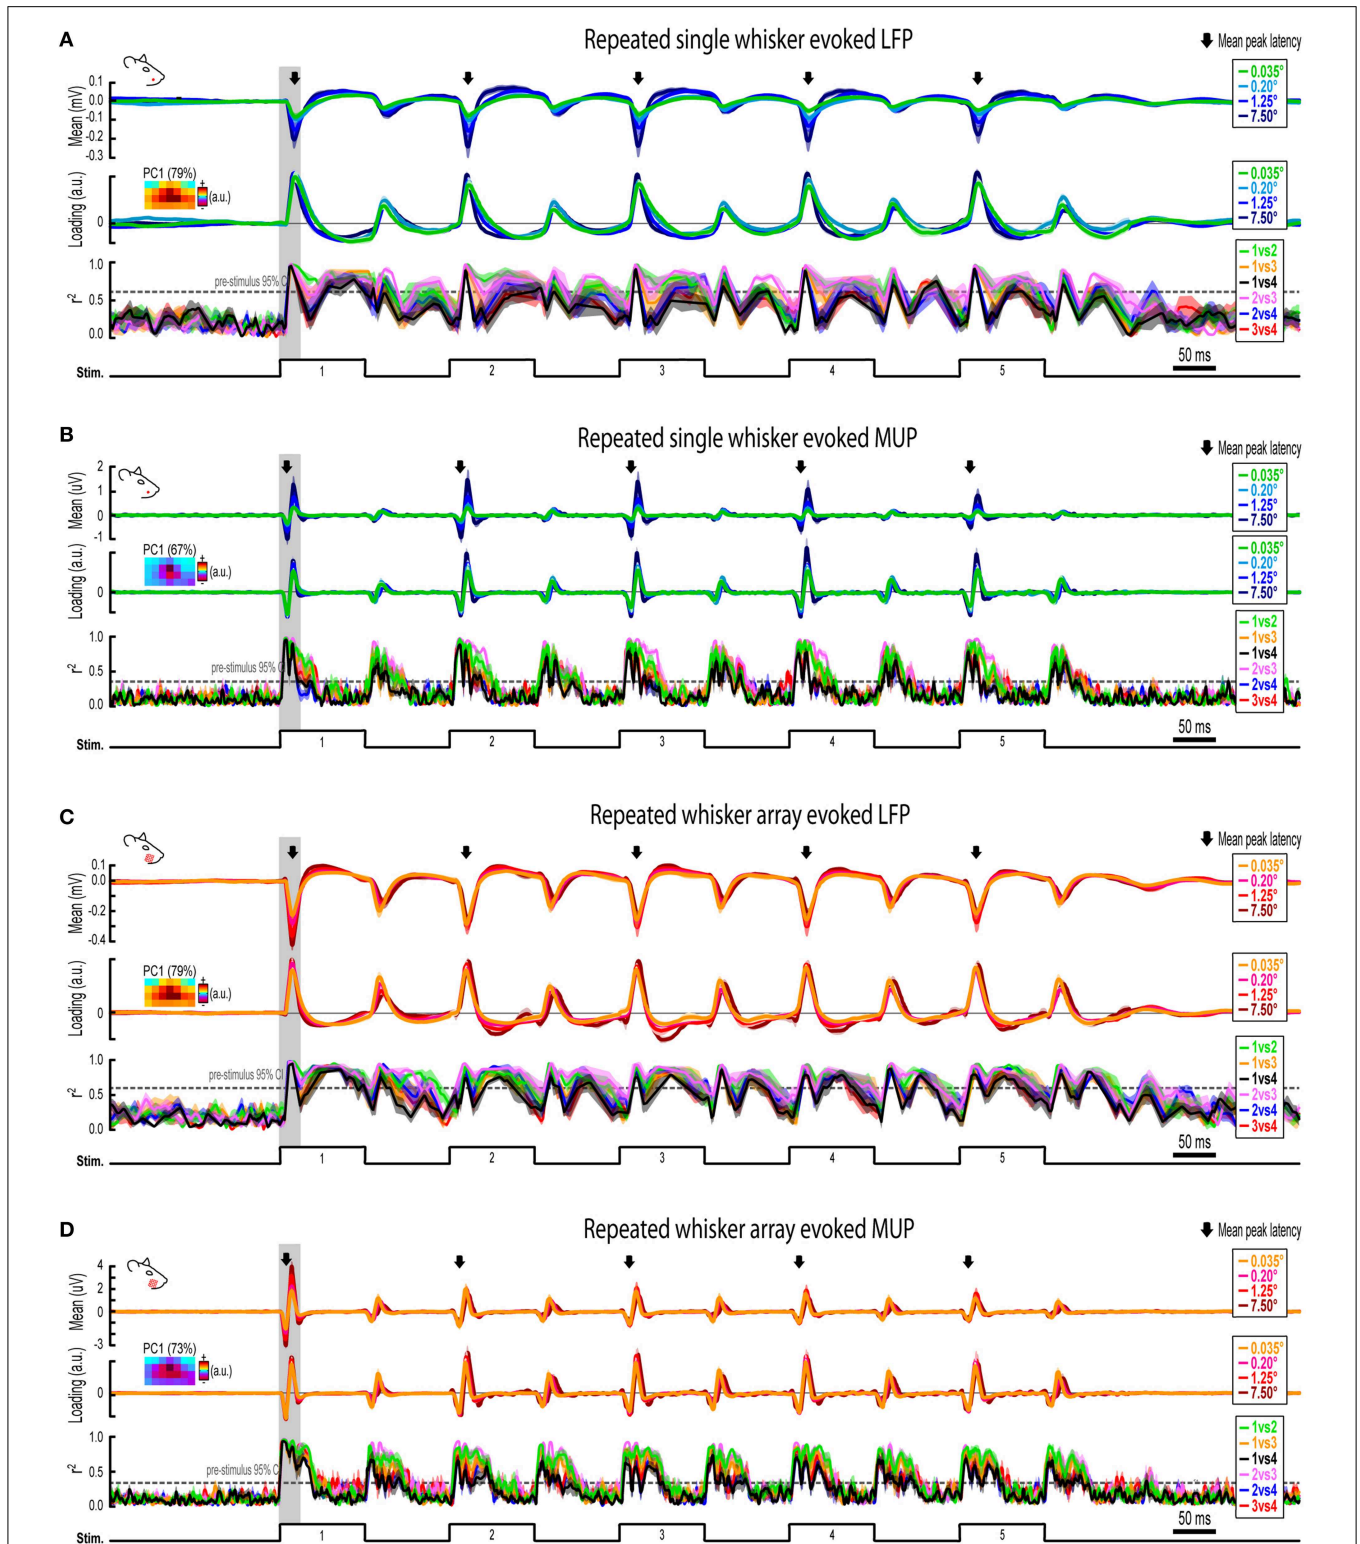 A
Repeated single whisker evoked LFP
Mean peak latency
Mean (mV)
0.1
0.0
-0.1
-0.2
-0.3
0.035°
0.20°
1.25°
7.50°
Loading (a.u.)
0
PC1 (79%)
+
(a.u.)
-
0.035°
0.20°
1.25°
7.50°
r2
1.0
0.5
0.0
pre-stimulus 95% C
1vs2
1vs3
1vs4
2vs3
2vs4
3vs4
50 ms
Stim.
1
2
3
4
5
B
Repeated single whisker evoked MUP
Mean peak latency
Mean (uV)
2
1
0
-1
0.035°
0.20°
1.25°
7.50°
Loading (a.u.)
0
PC1 (67%)
+
(a.u.)
-
0.035°
0.20°
1.25°
7.50°
r2
1.0
0.5
0.0
pre-stimulus 95% C
1vs2
1vs3
1vs4
2vs3
2vs4
3vs4
50 ms
Stim.
1
2
3
4
5
C
Repeated whisker array evoked LFP
Mean peak latency
Mean (mV)
0.1
0.0
-0.2
-0.4
0.035°
0.20°
1.25°
7.50°
Loading (a.u.)
0
PC1 (79%)
+
(a.u.)
-
0.035°
0.20°
1.25°
7.50°
r2
1.0
0.5
0.0
pre-stimulus 95% CI
1vs2
1vs3
1vs4
2vs3
2vs4
3vs4
50 ms
Stim.
1
2
3
4
5
D
Repeated whisker array evoked MUP
Mean peak latency
Mean (uV)
4
2
0
-3
0.035°
0.20°
1.25°
7.50°
Loading (a.u.)
0
PC1 (73%)
+
(a.u.)
-
0.035°
0.20°
1.25°
7.50°
r2
1.0
0.5
0.0
pre-stimulus 95% C
1vs2
1vs3
1vs4
2vs3
2vs4
3vs4
50 ms
Stim.
1
2
3
4
5